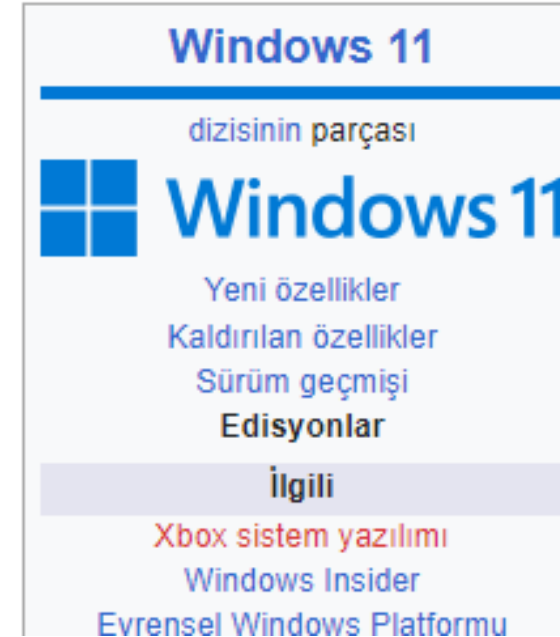 Windows 11
dizisinin parçası
Windows 11
Yeni özellikler
Kaldırılan özellikler
Sürüm geçmişi
Edisyonlar
İlgili
Xbox sistem yazılımı
Windows Insider
Evrensel Windows Platformu